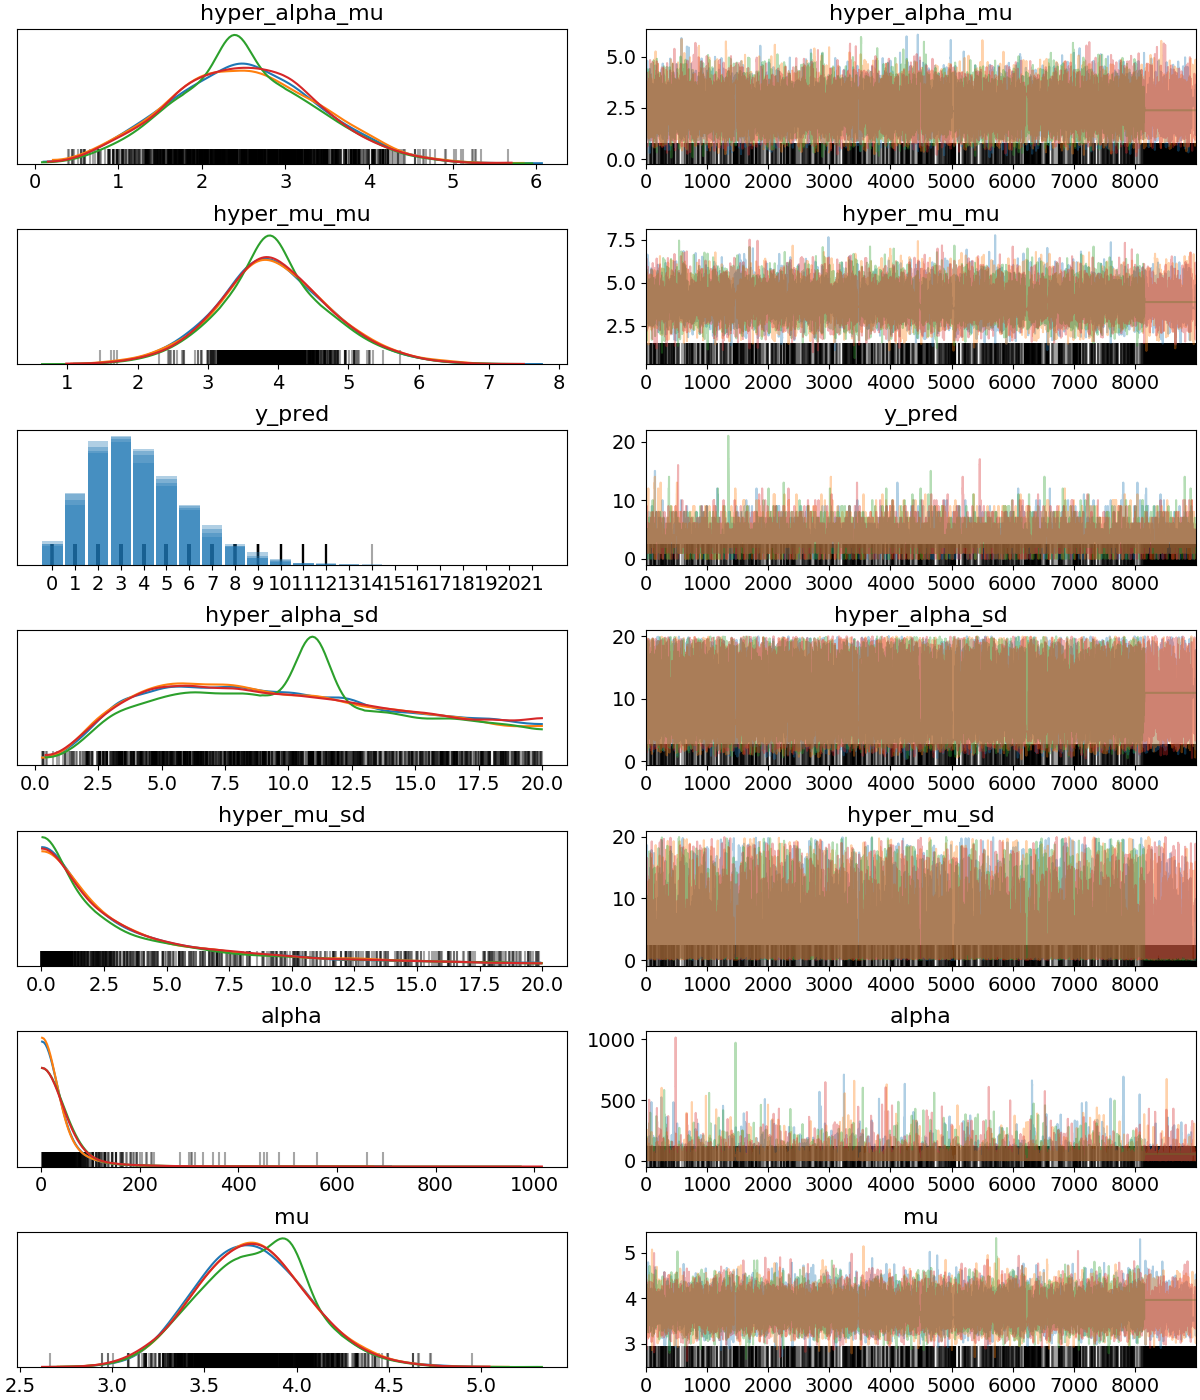 hyper_alpha_mu hyper_alpha_mu
5.0
2.5
0.0
0 1 2 3 4 5 6 0 1000 2000 3000 4000 5000 6000 7000 8000
hyper_mu_mu hyper_mu_mu
7.5
5.0
2.5
1 2 3 4 5 6 7 8 0 1000 2000 3000 4000 5000 6000 7000 8000
y_pred y_pred
20
10
0
0 1 2 3 4 5 6 7 8 9 10 11 12 13 14 15 16 17 18 19 20 21 0 1000 2000 3000 4000 5000 6000 7000 8000
hyper_alpha_sd hyper_alpha_sd
20
10
0
0.0 2.5 5.0 7.5 10.0 12.5 15.0 17.5 20.0 0 1000 2000 3000 4000 5000 6000 7000 8000
hyper_mu_sd hyper_mu_sd
20
10
0
0.0 2.5 5.0 7.5 10.0 12.5 15.0 17.5 20.0 0 1000 2000 3000 4000 5000 6000 7000 8000
alpha alpha
1000
500
0
0 200 400 600 800 1000 0 1000 2000 3000 4000 5000 6000 7000 8000
mu mu
5
4
3
2.5 3.0 3.5 4.0 4.5 5.0 0 1000 2000 3000 4000 5000 6000 7000 8000